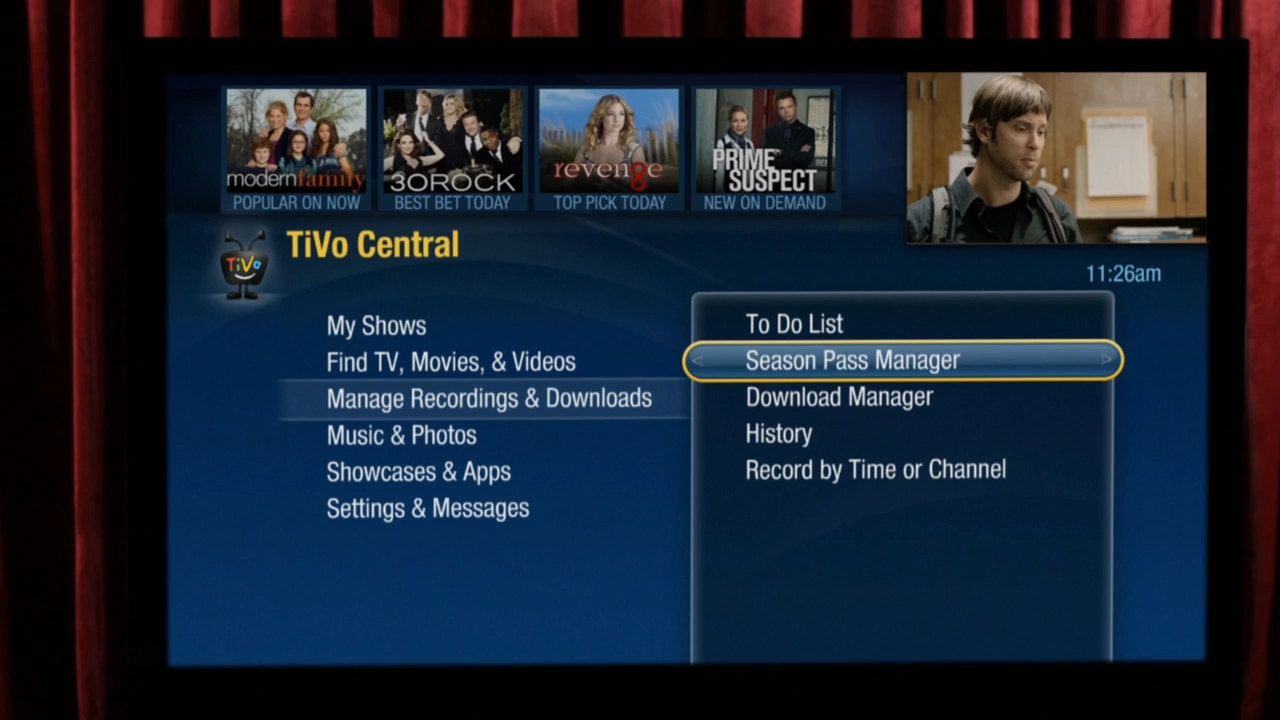 modernfamily
POPULAR ON NOW
30ROCK
BEST BET TODAY
revenge
TOP PICK TODAY
PRIME
SUSPECT
NEW ON DEMAND
TiVo
TiVo Central
11:26am
My Shows
Find TV, Movies, & Videos
Manage Recordings & Downloads
Music & Photos
Showcases & Apps
Settings & Messages
To Do List
Season Pass Manager
Download Manager
History
Record by Time or Channel